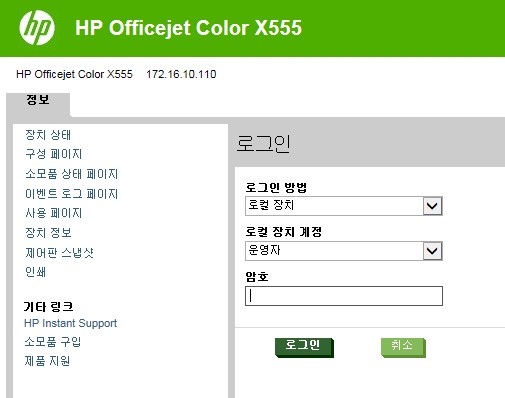 hp
HP Officejet Color X555
HP Officejet Color X555 172.16.10.110
정보
장치 상태
구성 페이지
소모품 상태 페이지
이벤트 로그 페이지
사용 페이지
장치 정보
제어판 스냅샷
인쇄
기타 링크
HP Instant Support
소모품 구입
제품 지원
로그인
로그인 방법
로컬 장치
로컬 장치 계정
운영자
암호
로그인 취소